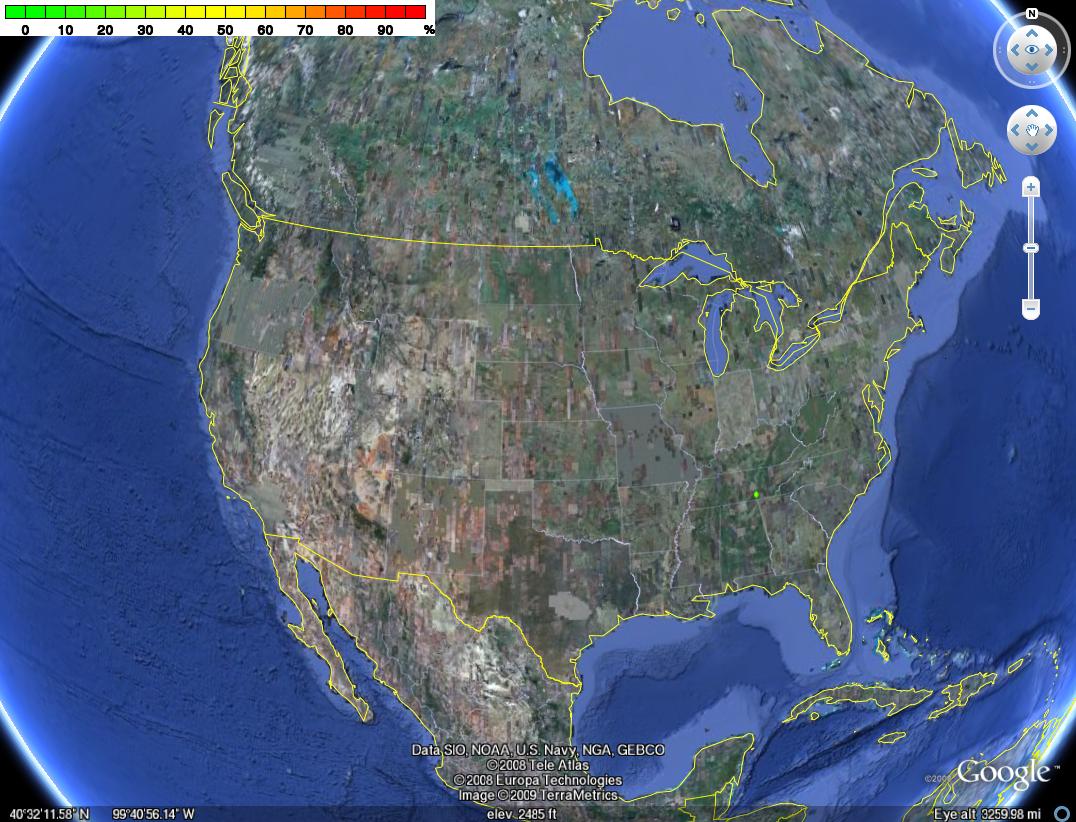 0 10 20 30 40 50 60 70 80 90 %
N
Data SIO, NOAA, U.S. Navy, NGA, GEBCO
©2008 Tele Atlas
©2008 Europa Technologies
Image ©2009 TerraMetrics
Google™
40°32'11.58" N 99°40'56.14" W elev 2485 ft Eye alt 3259.98 mi